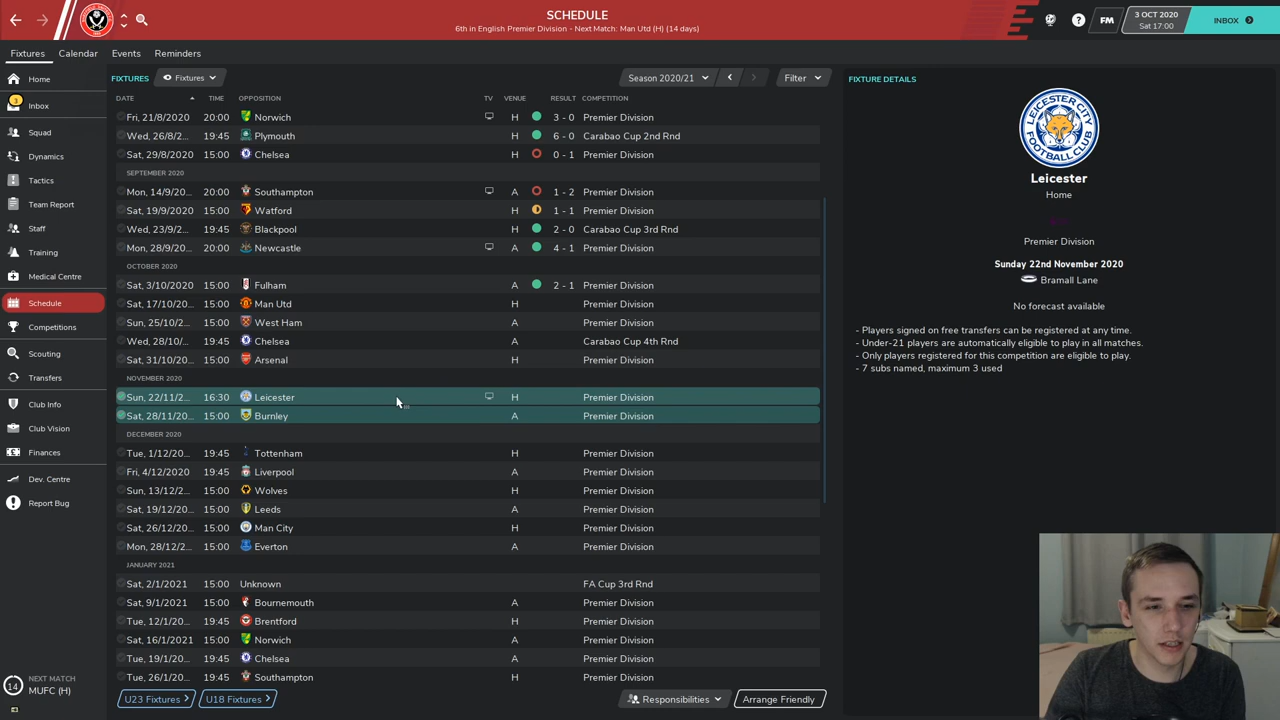 SCHEDULE
6th in English Premier Division - Next Match: Man Utd (H) (14 days)
FM
3 OCT 2020
Sat 17:00
INBOX
Fixtures Calendar Events Reminders
Home
3
Inbox
Squad
Dynamics
Tactics
Team Report
Staff
Training
Medical Centre
Schedule
Competitions
Scouting
Transfers
Club Info
Club Vision
Finances
Dev. Centre
Report Bug
14
NEXT MATCH
MUFC (H)
FIXTURES Fixtures Season 2020/21 Filter
DATE TIME OPPOSITION TV VENUE RESULT COMPETITION
Fri, 21/8/2020 20:00 Norwich H 3 - 0 Premier Division
Wed, 26/8/2... 19:45 Plymouth H 6 - 0 Carabao Cup 2nd Rnd
Sat, 29/8/2020 15:00 Chelsea H 0 - 1 Premier Division
SEPTEMBER 2020
Mon, 14/9/20... 20:00 Southampton A 1 - 2 Premier Division
Sat, 19/9/2020 15:00 Watford H 1 - 1 Premier Division
Wed, 23/9/2... 19:45 Blackpool H 2 - 0 Carabao Cup 3rd Rnd
Mon, 28/9/20... 20:00 Newcastle A 4 - 1 Premier Division
OCTOBER 2020
Sat, 3/10/2020 15:00 Fulham A 2 - 1 Premier Division
Sat, 17/10/20... 15:00 Man Utd H Premier Division
Sun, 25/10/2... 15:00 West Ham A Premier Division
Wed, 28/10/... 19:45 Chelsea A Carabao Cup 4th Rnd
Sat, 31/10/20... 15:00 Arsenal H Premier Division
NOVEMBER 2020
Sun, 22/11/2... 16:30 Leicester H Premier Division
Sat, 28/11/20... 15:00 Burnley A Premier Division
DECEMBER 2020
Tue, 1/12/20... 19:45 Tottenham H Premier Division
Fri, 4/12/2020 19:45 Liverpool A Premier Division
Sun, 13/12/2... 15:00 Wolves H Premier Division
Sat, 19/12/20... 15:00 Leeds A Premier Division
Sat, 26/12/20... 15:00 Man City H Premier Division
Mon, 28/12/2... 15:00 Everton A Premier Division
JANUARY 2021
Sat, 2/1/2021 15:00 Unknown FA Cup 3rd Rnd
Sat, 9/1/2021 15:00 Bournemouth A Premier Division
Tue, 12/1/20... 19:45 Brentford H Premier Division
Sat, 16/1/2021 15:00 Norwich A Premier Division
Tue, 19/1/20... 19:45 Chelsea A Premier Division
Tue, 26/1/20... 19:45 Southampton H Premier Division
U23 Fixtures U18 Fixtures Responsibilities Arrange Friendly
FIXTURE DETAILS
LEICESTER CITY
FOOTBALL CLUB
Leicester
Home
Premier Division
Sunday 22nd November 2020
Bramall Lane
No forecast available
- Players signed on free transfers can be registered at any time.
- Under-21 players are automatically eligible to play in all matches.
- Only players registered for this competition are eligible to play.
- 7 subs named, maximum 3 used